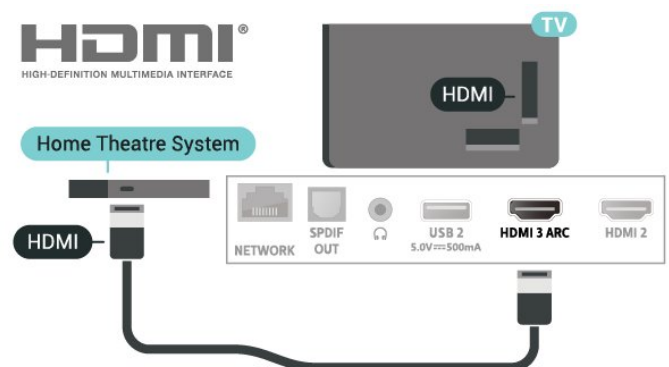 HDMI®
HIGH-DEFINITION MULTIMEDIA INTERFACE
TV
HDMI
Home Theatre System
HDMI
NETWORK
SPDIF
OUT
USB 2
5.0V⎓500mA
HDMI 3 ARC
HDMI 2